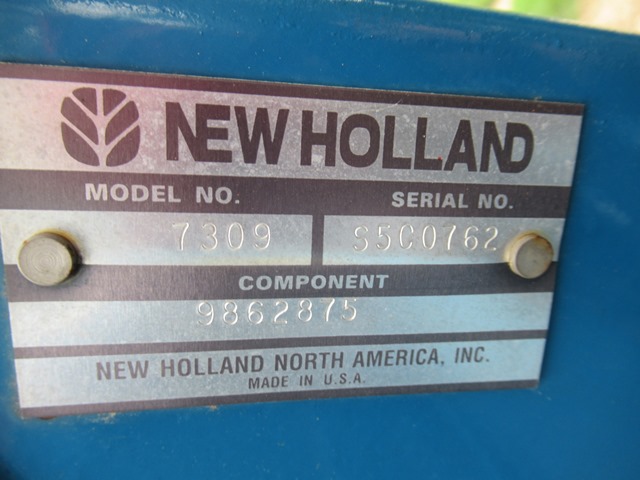 NEW HOLLAND
MODEL NO. SERIAL NO.
7309 S5C0762
COMPONENT
9862875
NEW HOLLAND NORTH AMERICA, INC.
MADE IN U.S.A.